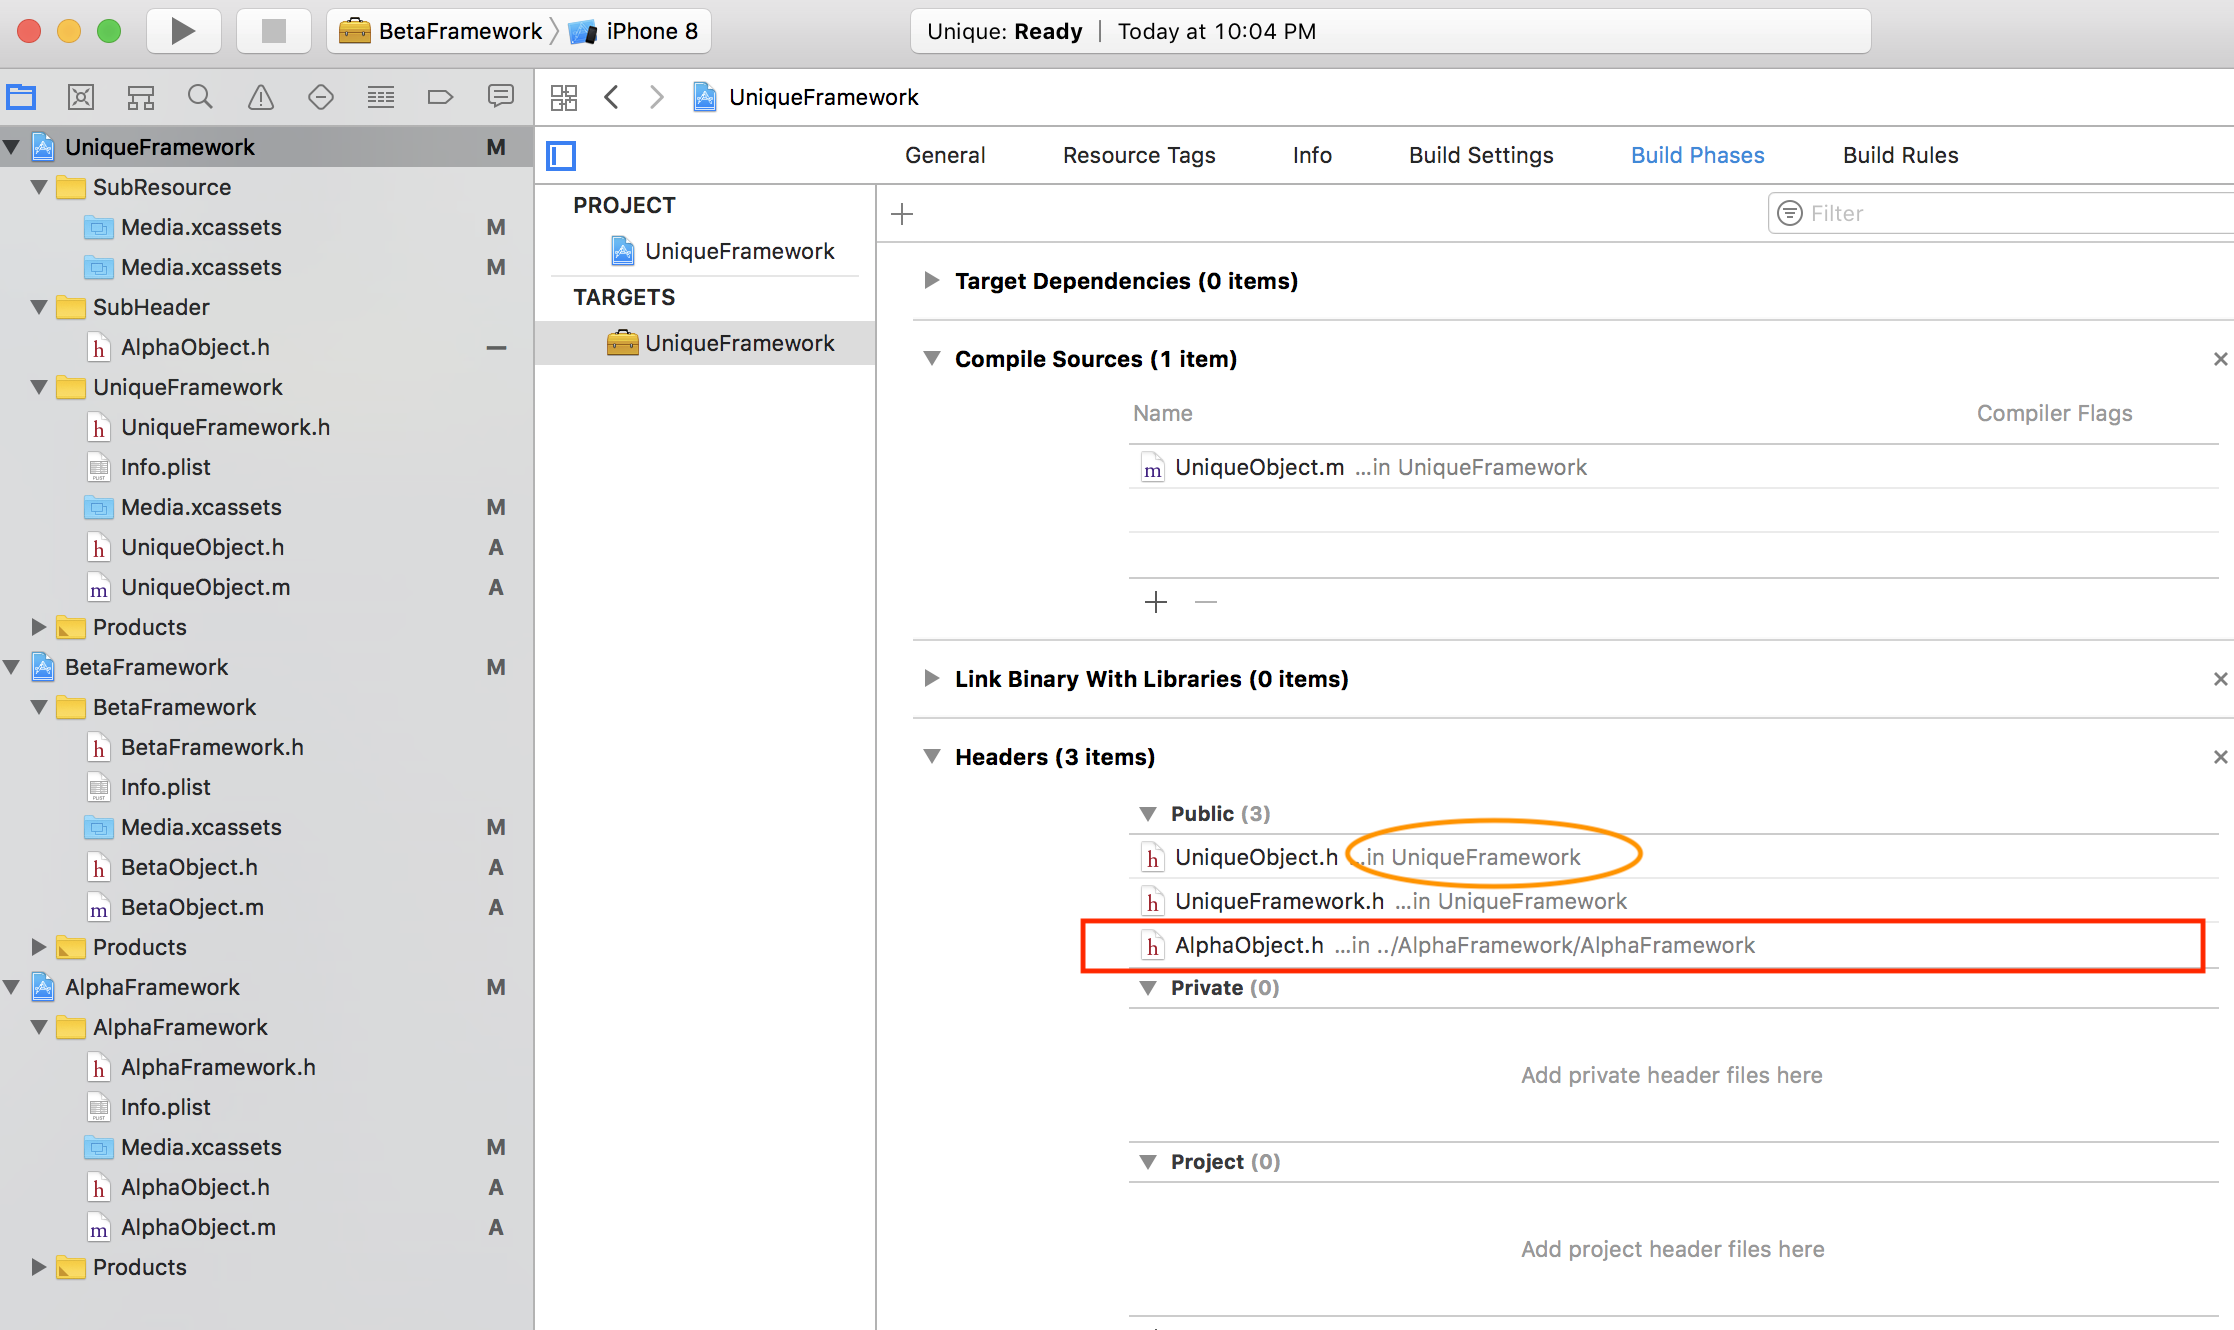 BetaFramework iPhone 8
Unique: Ready | Today at 10:04 PM
UniqueFramework
UniqueFramework M
SubResource
Media.xcassets M
Media.xcassets M
SubHeader
AlphaObject.h —
UniqueFramework
UniqueFramework.h
Info.plist
Media.xcassets M
UniqueObject.h A
UniqueObject.m A
Products
BetaFramework M
BetaFramework
BetaFramework.h
Info.plist
Media.xcassets M
BetaObject.h A
BetaObject.m A
Products
AlphaFramework M
AlphaFramework
AlphaFramework.h
Info.plist
Media.xcassets M
AlphaObject.h A
AlphaObject.m A
Products
General Resource Tags Info Build Settings Build Phases Build Rules
PROJECT
UniqueFramework
TARGETS
UniqueFramework
Filter
Target Dependencies (0 items)
Compile Sources (1 item)
Name Compiler Flags
UniqueObject.m ...in UniqueFramework
Link Binary With Libraries (0 items)
Headers (3 items)
Public (3)
UniqueObject.h ...in UniqueFramework
UniqueFramework.h ...in UniqueFramework
AlphaObject.h ...in ../AlphaFramework/AlphaFramework
Private (0)
Add private header files here
Project (0)
Add project header files here